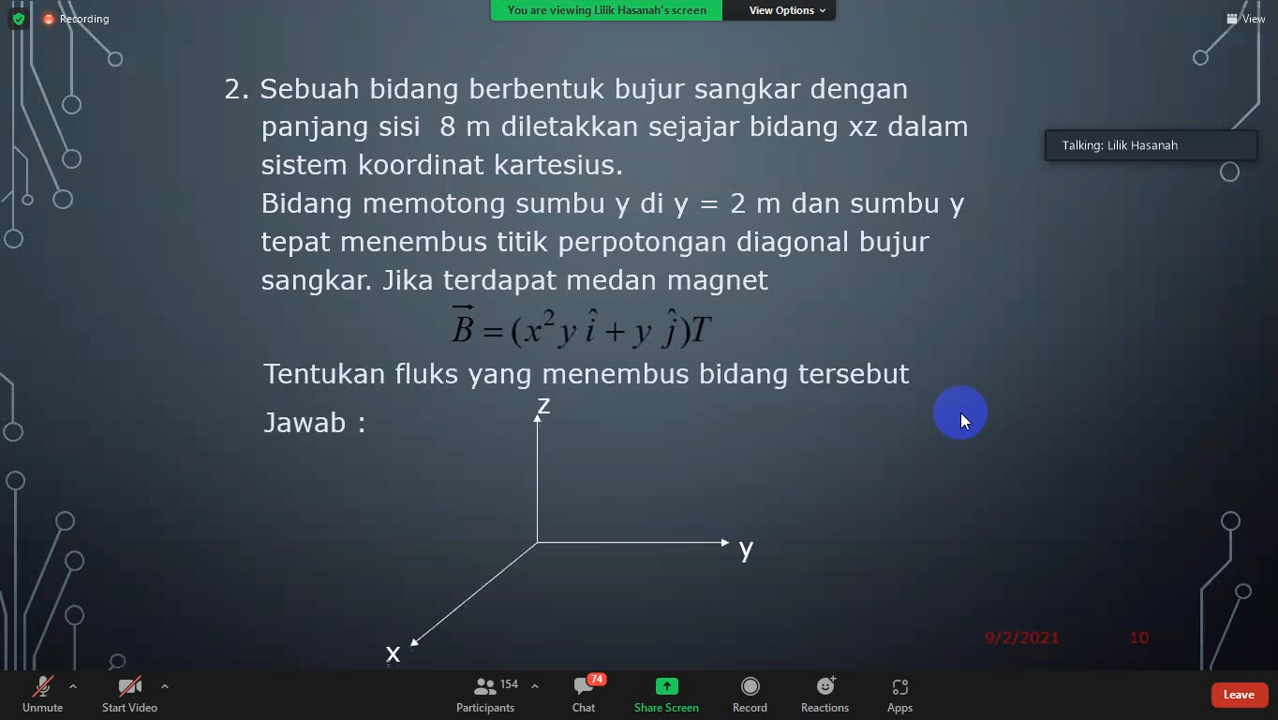 Recording
You are viewing Lilik Hasanah's screen
View Options
View
2. Sebuah bidang berbentuk bujur sangkar dengan
panjang sisi 8 m diletakkan sejajar bidang xz dalam
sistem koordinat kartesius.
Talking: Lilik Hasanah
Bidang memotong sumbu y di y = 2 m dan sumbu y
tepat menembus titik perpotongan diagonal bujur
sangkar. Jika terdapat medan magnet
B⃗ = (x² y î + y ĵ)T
Tentukan fluks yang menembus bidang tersebut
Jawab :
z
y
x
9/2/2021 10
Unmute
Start Video
Participants 154
Chat 74
Share Screen
Record
Reactions
Apps
Leave